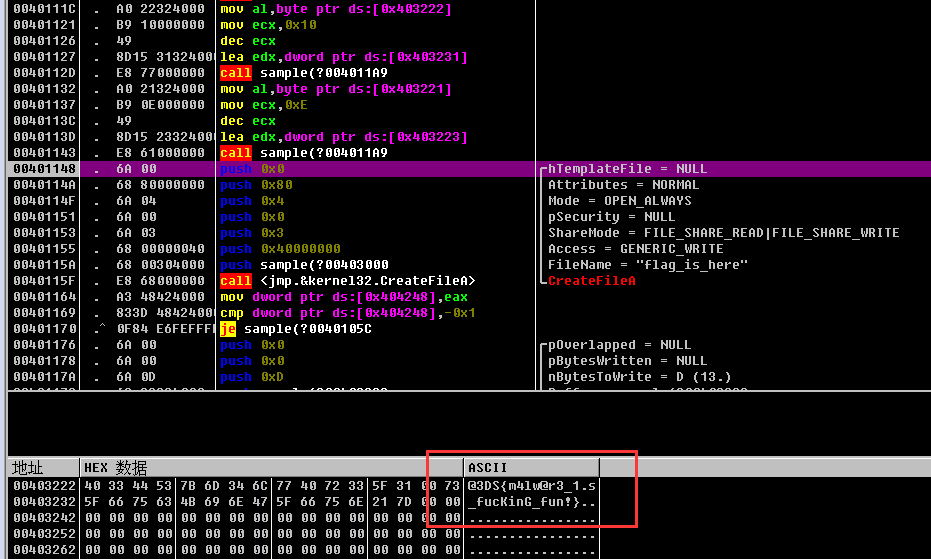 0040111C . A0 22324000 mov al,byte ptr ds:[0x403222]
00401121 . B9 10000000 mov ecx,0x10
00401126 . 49 dec ecx
00401127 . 8D15 31324000 lea edx,dword ptr ds:[0x403231]
0040112D . E8 77000000 call sample(?004011A9
00401132 . A0 21324000 mov al,byte ptr ds:[0x403221]
00401137 . B9 0E000000 mov ecx,0xE
0040113C . 49 dec ecx
0040113D . 8D15 23324000 lea edx,dword ptr ds:[0x403223]
00401143 . E8 61000000 call sample(?004011A9
00401148 . 6A 00 push 0x0 hTemplateFile = NULL
0040114A . 68 80000000 push 0x80 Attributes = NORMAL
0040114F . 6A 04 push 0x4 Mode = OPEN_ALWAYS
00401151 . 6A 00 push 0x0 pSecurity = NULL
00401153 . 6A 03 push 0x3 ShareMode = FILE_SHARE_READ|FILE_SHARE_WRITE
00401155 . 68 00000040 push 0x40000000 Access = GENERIC_WRITE
0040115A . 68 00304000 push sample(?00403000 FileName = "flag_is_here"
0040115F . E8 68000000 call <jmp.&kernel32.CreateFileA> CreateFileA
00401164 . A3 48424000 mov dword ptr ds:[0x404248],eax
00401169 . 833D 48424000 cmp dword ptr ds:[0x404248],-0x1
00401170 .^ 0F84 E6FEFFFF je sample(?0040105C
00401176 . 6A 00 push 0x0 pOverlapped = NULL
00401178 . 6A 00 push 0x0 pBytesWritten = NULL
0040117A . 6A 0D push 0xD nBytesToWrite = D (13.)
地址 HEX 数据 ASCII
00403222 40 33 44 53 7B 6D 34 6C 77 40 72 33 5F 31 00 73 @3DS{m4lw@r3_1.s
00403232 5F 66 75 63 4B 69 6E 47 5F 66 75 6E 21 7D 00 00 _fucKinG_fun!}..
00403242 00 00 00 00 00 00 00 00 00 00 00 00 00 00 00 00 ................
00403252 00 00 00 00 00 00 00 00 00 00 00 00 00 00 00 00 ................
00403262 00 00 00 00 00 00 00 00 00 00 00 00 00 00 00 00 ................